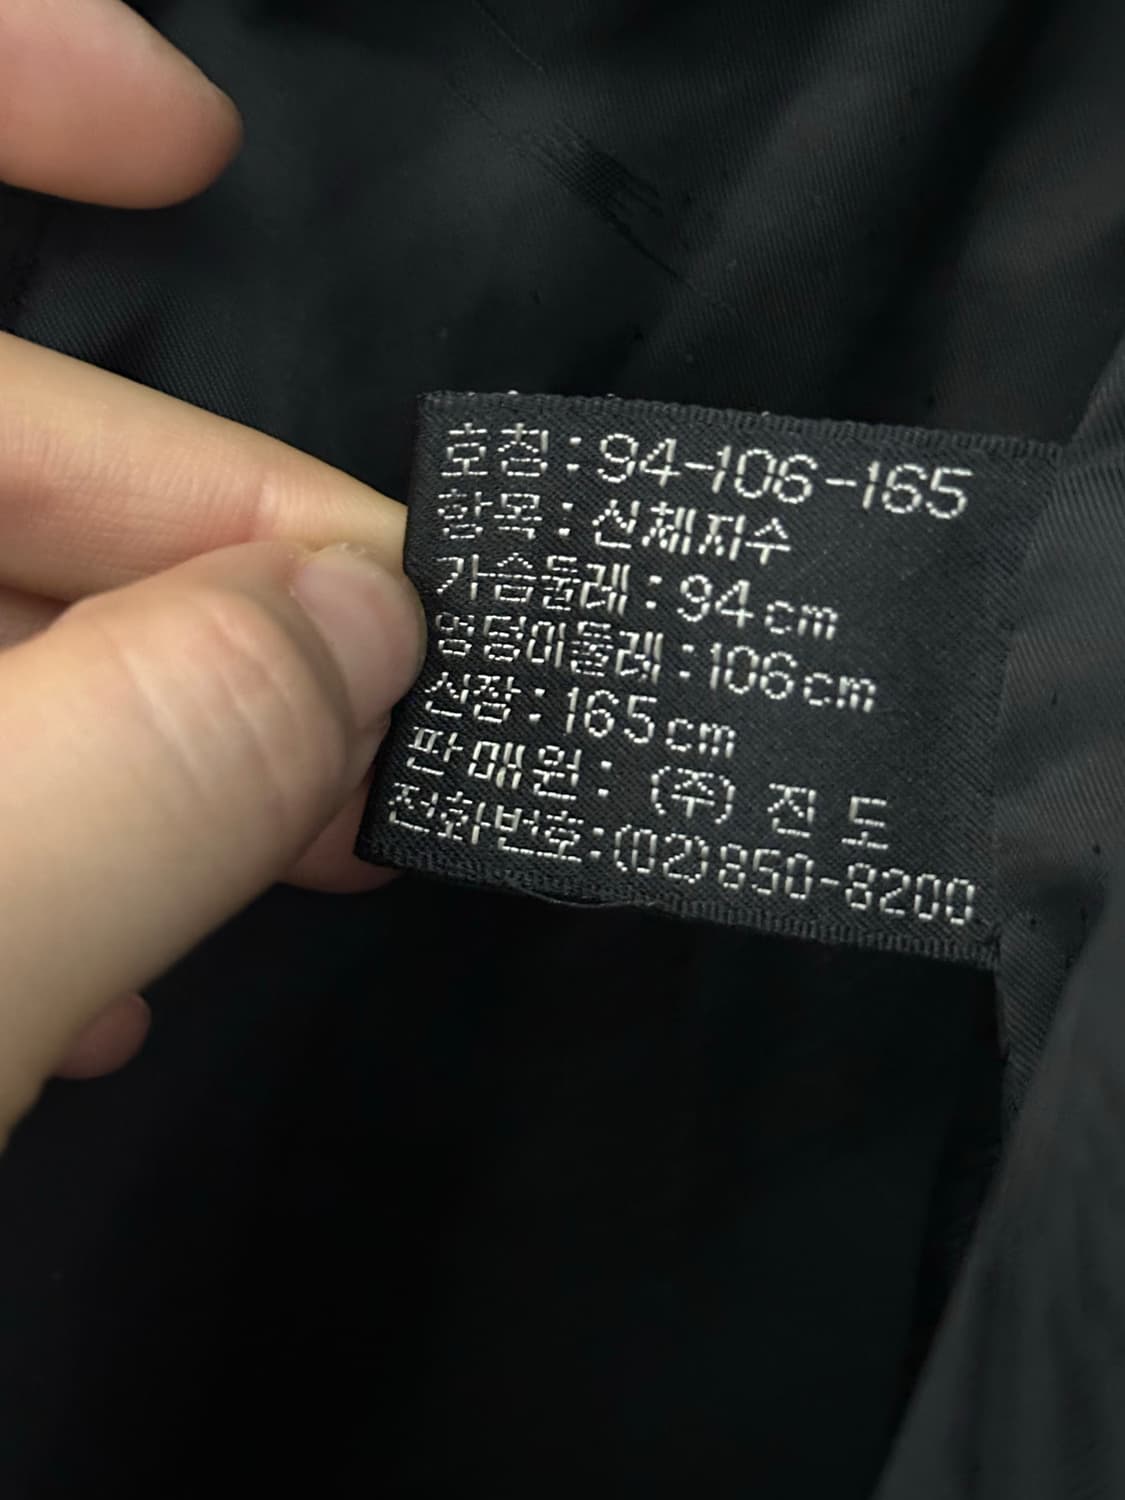 호칭:94-106-165
항목:신체지수
가슴둘레:94cm
엉덩이둘레:106cm
신장:165cm
판매원: (주) 진 도
전화번호:(02)850-8200